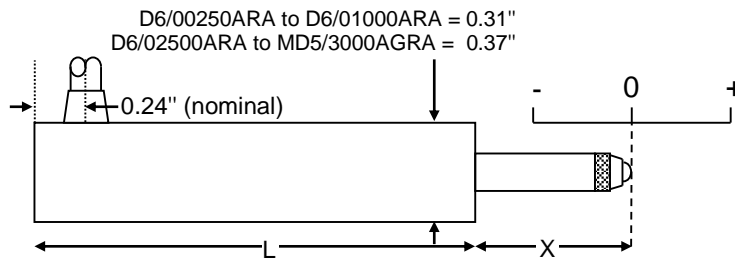 D6/00250ARA to D6/01000ARA = 0.31"
D6/02500ARA to MD5/3000AGRA = 0.37"
- 0 +
0.24" (nominal)
L
X